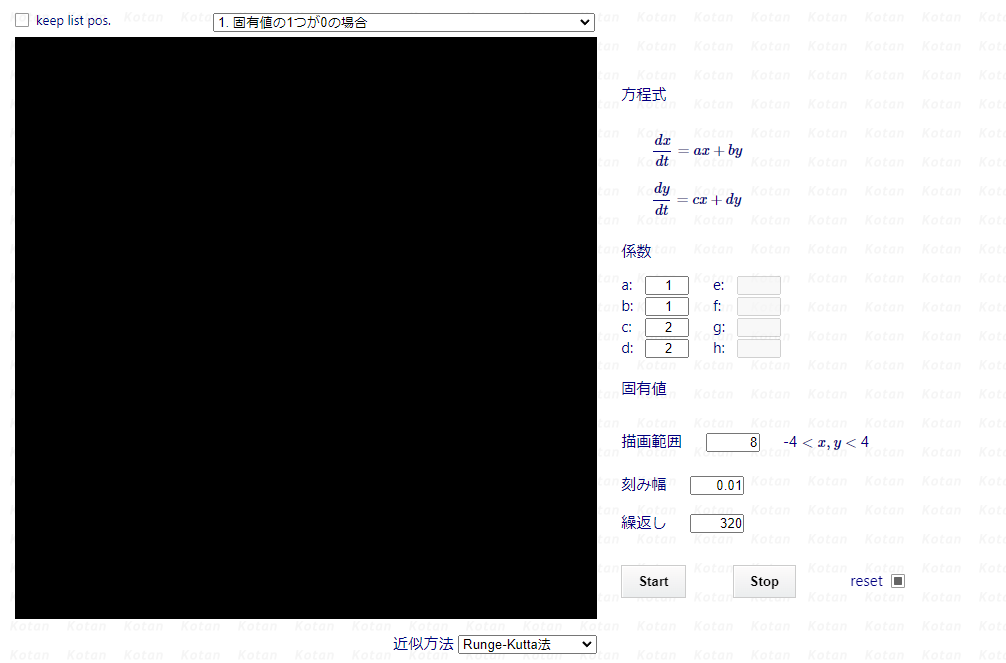 keep list pos.
1. 固有値の1つが0の場合
方程式
dx/dt = ax + by
dy/dt = cx + dy
係数
a: 1 e:
b: 1 f:
c: 2 g:
d: 2 h:
固有値
描画範囲 8 -4 < x, y < 4
刻み幅 0.01
繰返し 320
Start Stop reset
近似方法 Runge-Kutta法